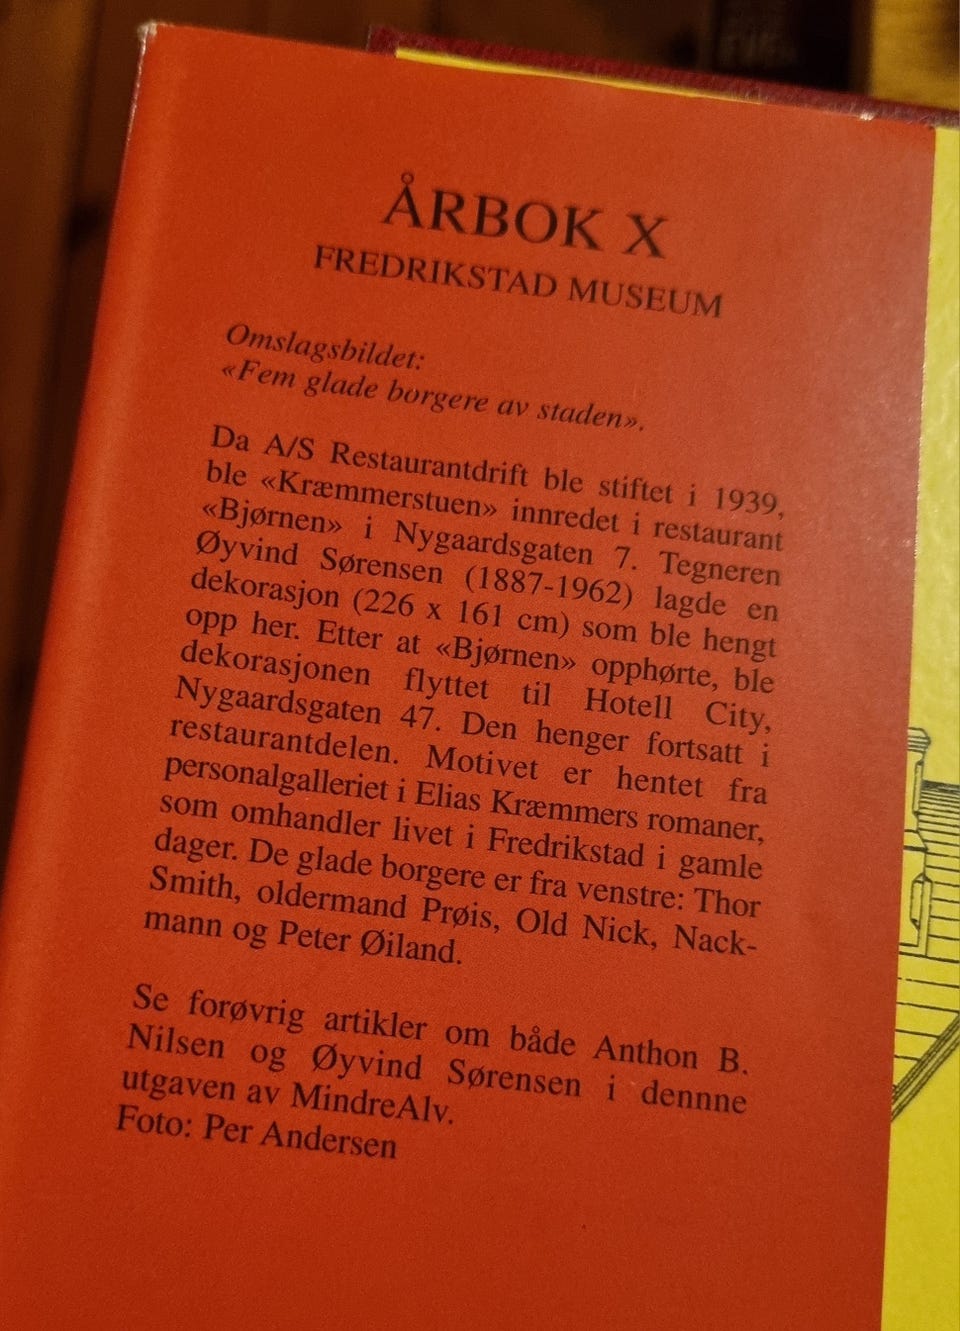 ÅRBOK X
FREDRIKSTAD MUSEUM
Omslagsbildet:
«Fem glade borgere av staden».
Da A/S Restaurantdrift ble stiftet i 1939,
ble «Kræmmerstuen» innredet i restaurant
«Bjørnen» i Nygaardsgaten 7. Tegneren
Øyvind Sørensen (1887-1962) lagde en
dekorasjon (226 x 161 cm) som ble hengt
opp her. Etter at «Bjørnen» opphørte, ble
dekorasjonen flyttet til Hotell City,
Nygaardsgaten 47. Den henger fortsatt i
restaurantdelen. Motivet er hentet fra
personalgalleriet i Elias Kræmmers romaner,
som omhandler livet i Fredrikstad i gamle
dager. De glade borgere er fra venstre: Thor
Smith, oldermand Prøis, Old Nick, Nack-
mann og Peter Øiland.
Se forøvrig artikler om både Anthon B.
Nilsen og Øyvind Sørensen i dennne
utgaven av MindreAlv.
Foto: Per Andersen